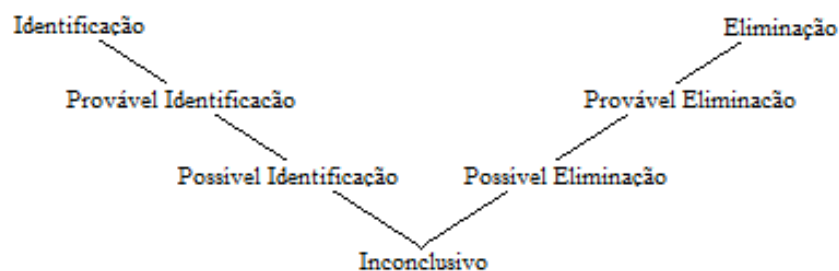 Identificação
Eliminação
Provável Identificacão
Provável Eliminacão
Possivel Identificação
Possivel Eliminação
Inconclusivo